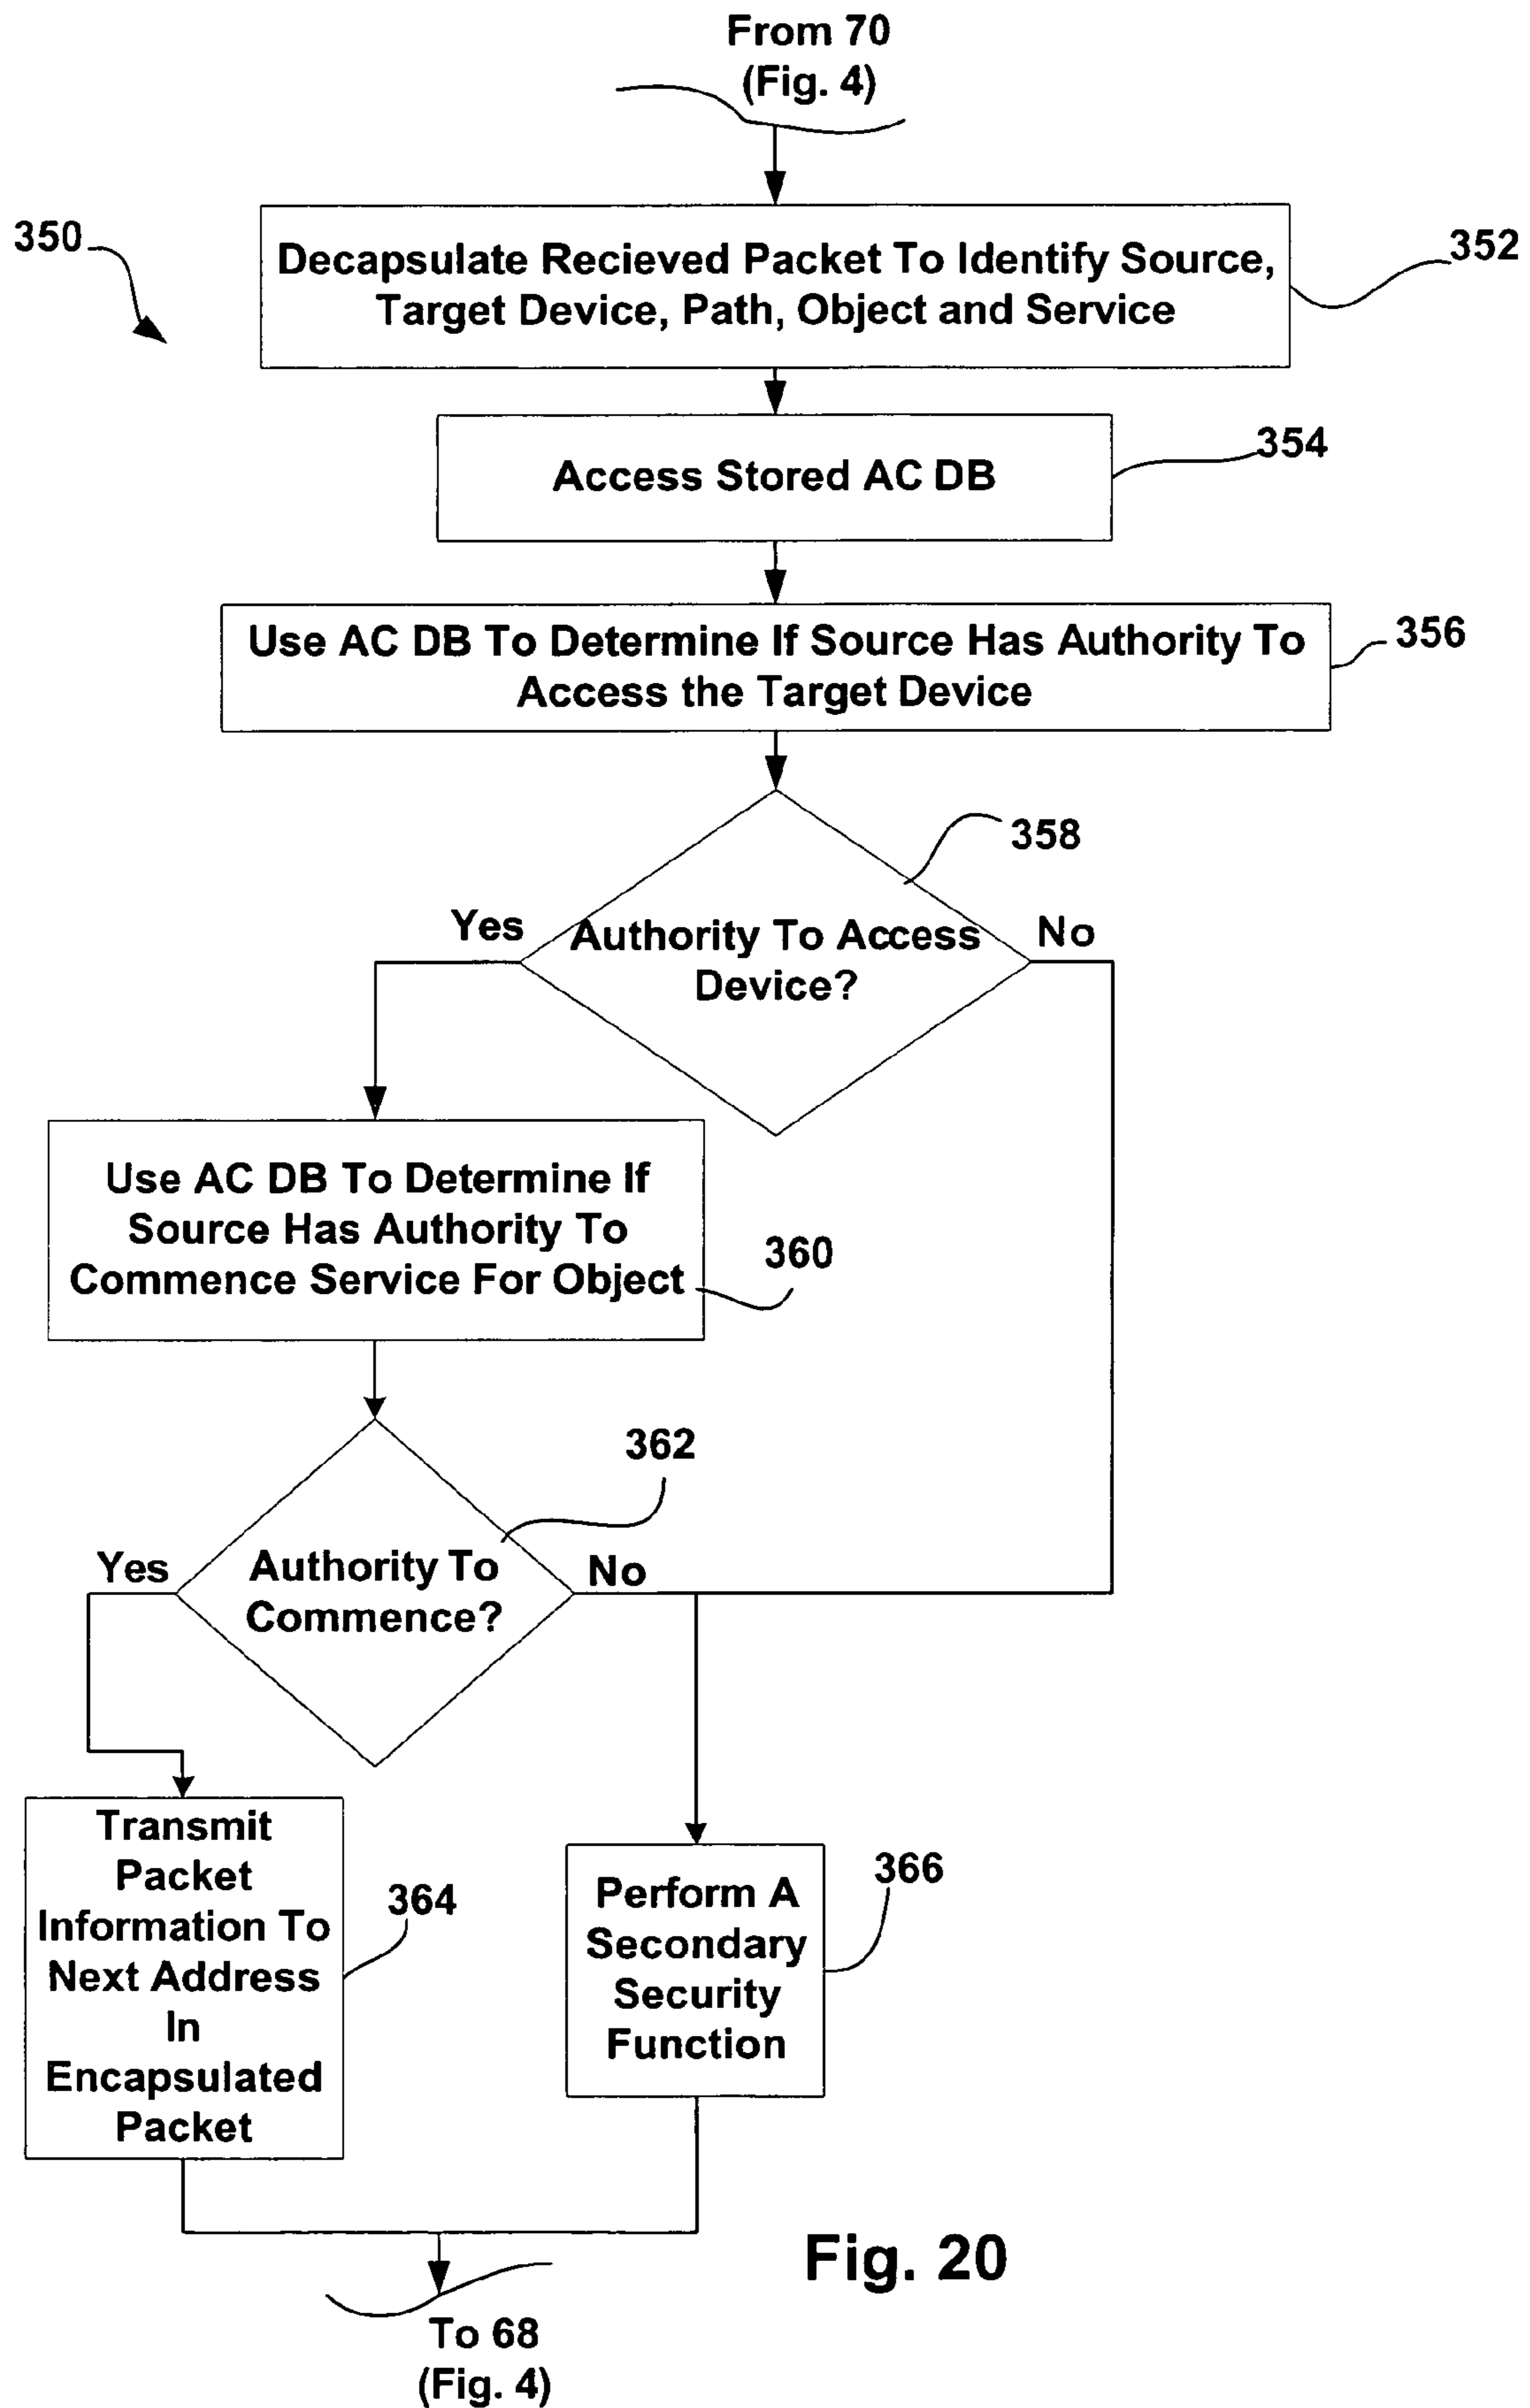 From 70
(Fig. 4)
350
Decapsulate Recieved Packet To Identify Source,
Target Device, Path, Object and Service
352
Access Stored AC DB
354
Use AC DB To Determine If Source Has Authority To
Access the Target Device
356
358
Yes
Authority To Access
Device?
No
Use AC DB To Determine If
Source Has Authority To
Commence Service For Object
360
362
Yes
Authority To
Commence?
No
Transmit
Packet
Information To
Next Address
In
Encapsulated
Packet
364
Perform A
Secondary
Security
Function
366
Fig. 20
To 68
(Fig. 4)